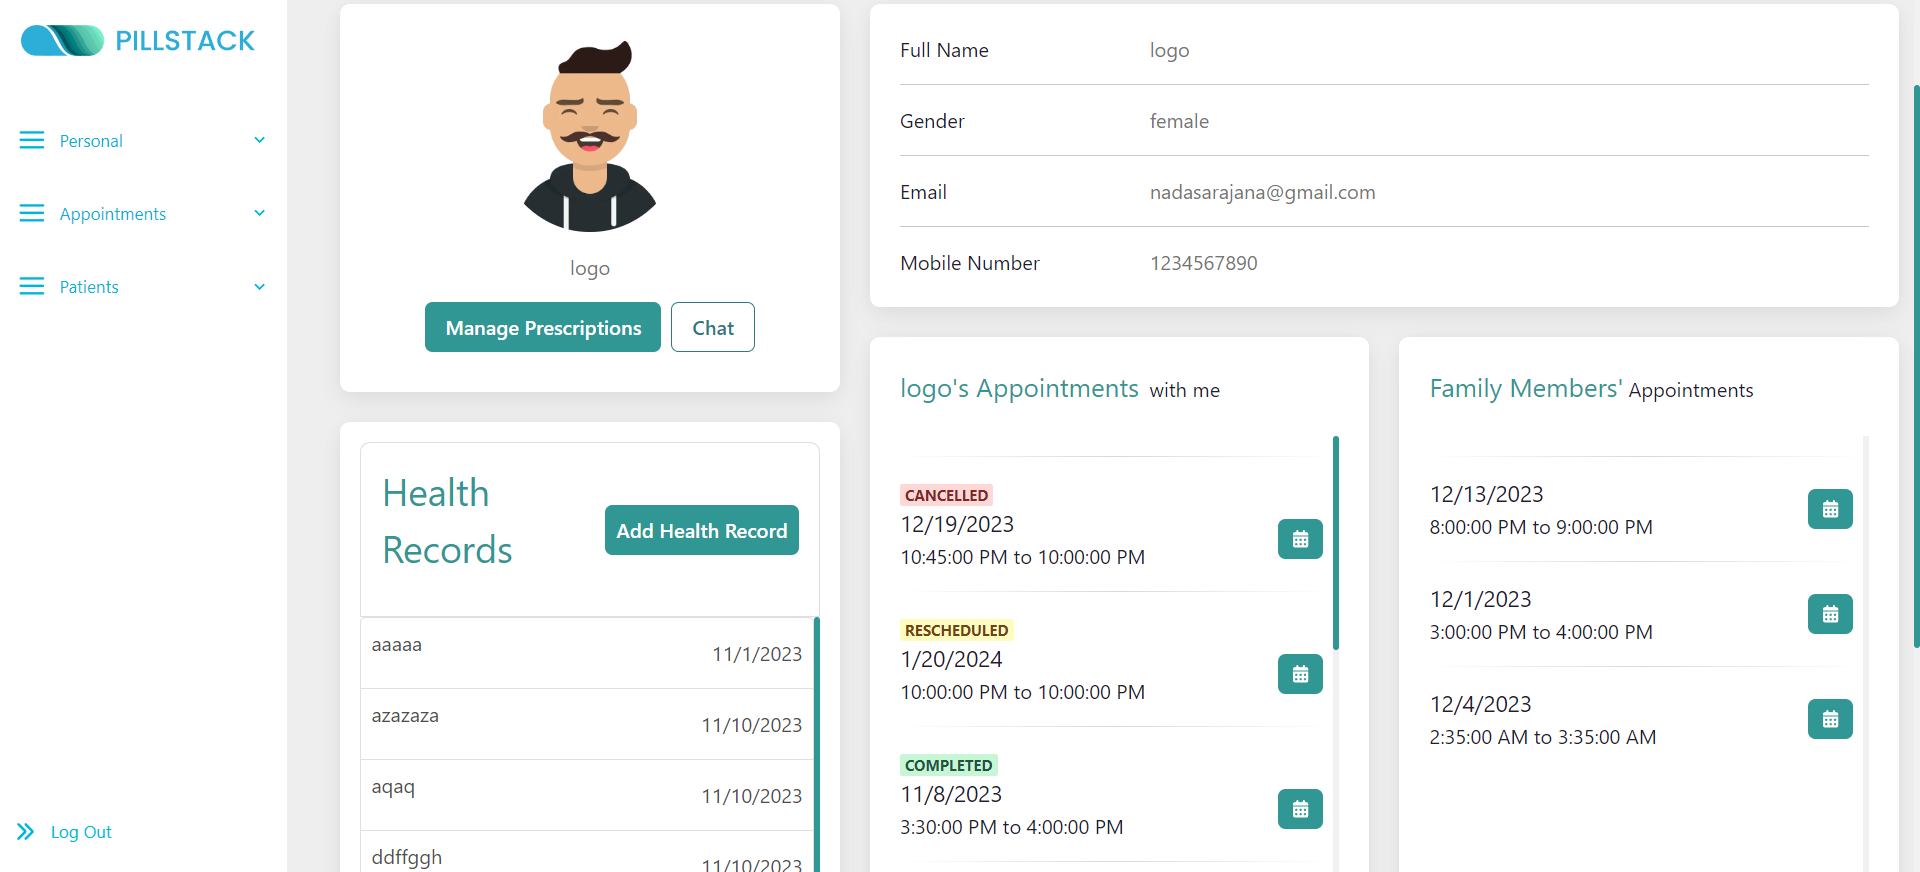 PILLSTACK
Personal
Appointments
Patients
Log Out
logo
Manage Prescriptions
Chat
Full Name
logo
Gender
female
Email
nadasarajana@gmail.com
Mobile Number
1234567890
Health
Records
Add Health Record
aaaaa
11/1/2023
azazaza
11/10/2023
aqaq
11/10/2023
ddffggh
11/10/2023
logo's Appointments with me
CANCELLED
12/19/2023
10:45:00 PM to 10:00:00 PM
RESCHEDULED
1/20/2024
10:00:00 PM to 10:00:00 PM
COMPLETED
11/8/2023
3:30:00 PM to 4:00:00 PM
Family Members' Appointments
12/13/2023
8:00:00 PM to 9:00:00 PM
12/1/2023
3:00:00 PM to 4:00:00 PM
12/4/2023
2:35:00 AM to 3:35:00 AM